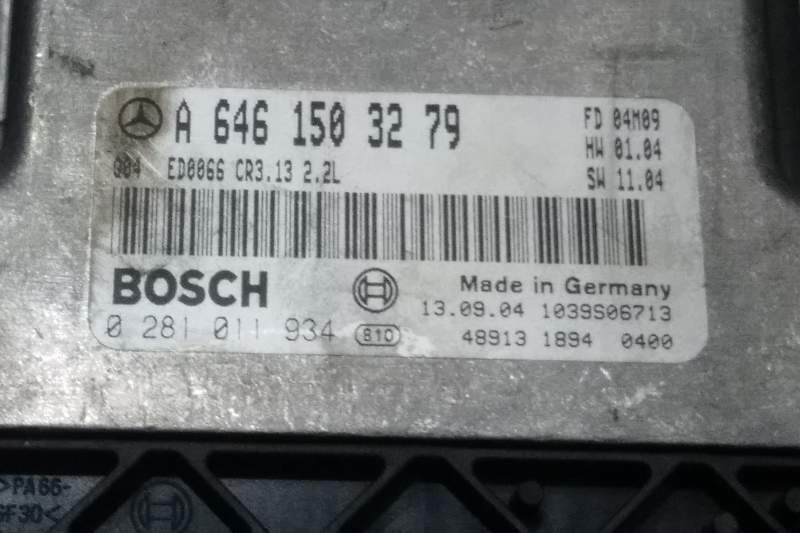 A 646 150 32 79
FD 04M09
HW 01.04
Q04 ED0066 CR3.13 2.2L
SW 11.04
BOSCH
Made in Germany
13.09.04 1039S06713
0 281 011 934 810
48913 1894 0400
>PA66-
GF30<